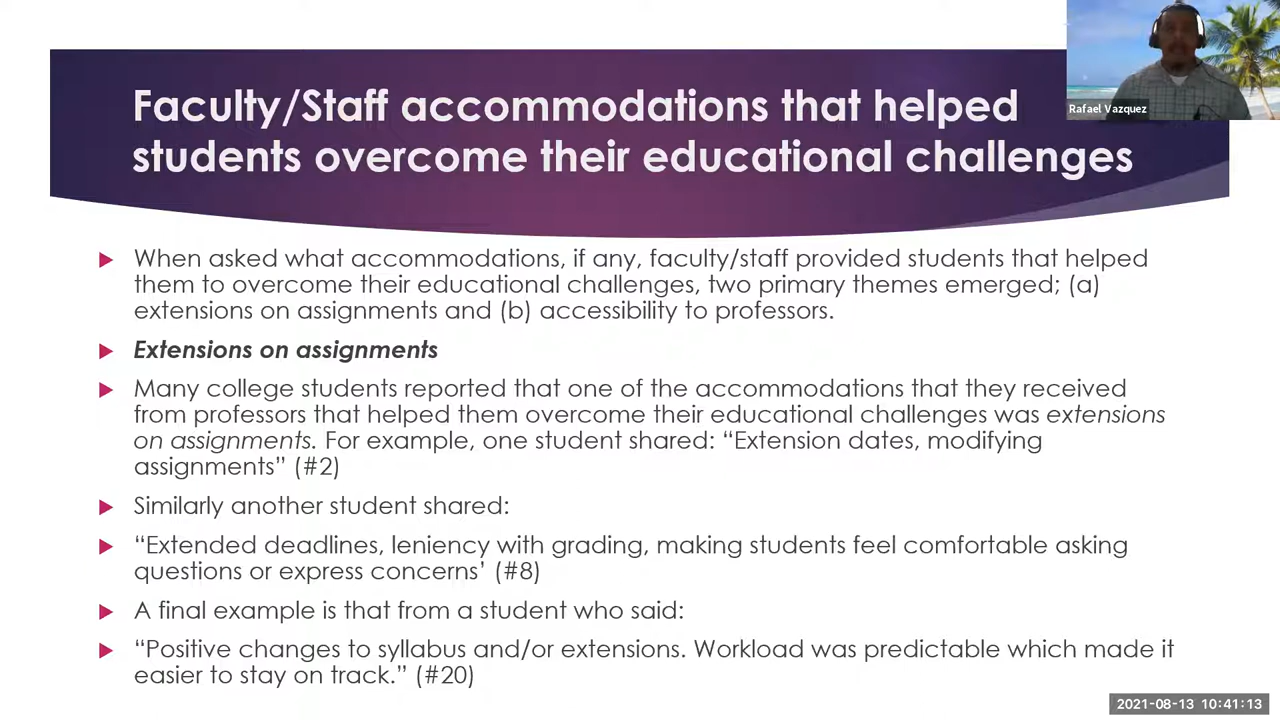 Faculty/Staff accommodations that helped
students overcome their educational challenges
Rafael Vazquez
When asked what accommodations, if any, faculty/staff provided students that helped
them to overcome their educational challenges, two primary themes emerged; (a)
extensions on assignments and (b) accessibility to professors.
Extensions on assignments
Many college students reported that one of the accommodations that they received
from professors that helped them overcome their educational challenges was extensions
on assignments. For example, one student shared: “Extension dates, modifying
assignments” (#2)
Similarly another student shared:
“Extended deadlines, leniency with grading, making students feel comfortable asking
questions or express concerns’ (#8)
A final example is that from a student who said:
“Positive changes to syllabus and/or extensions. Workload was predictable which made it
easier to stay on track.” (#20)
2021-08-13 10:41:13